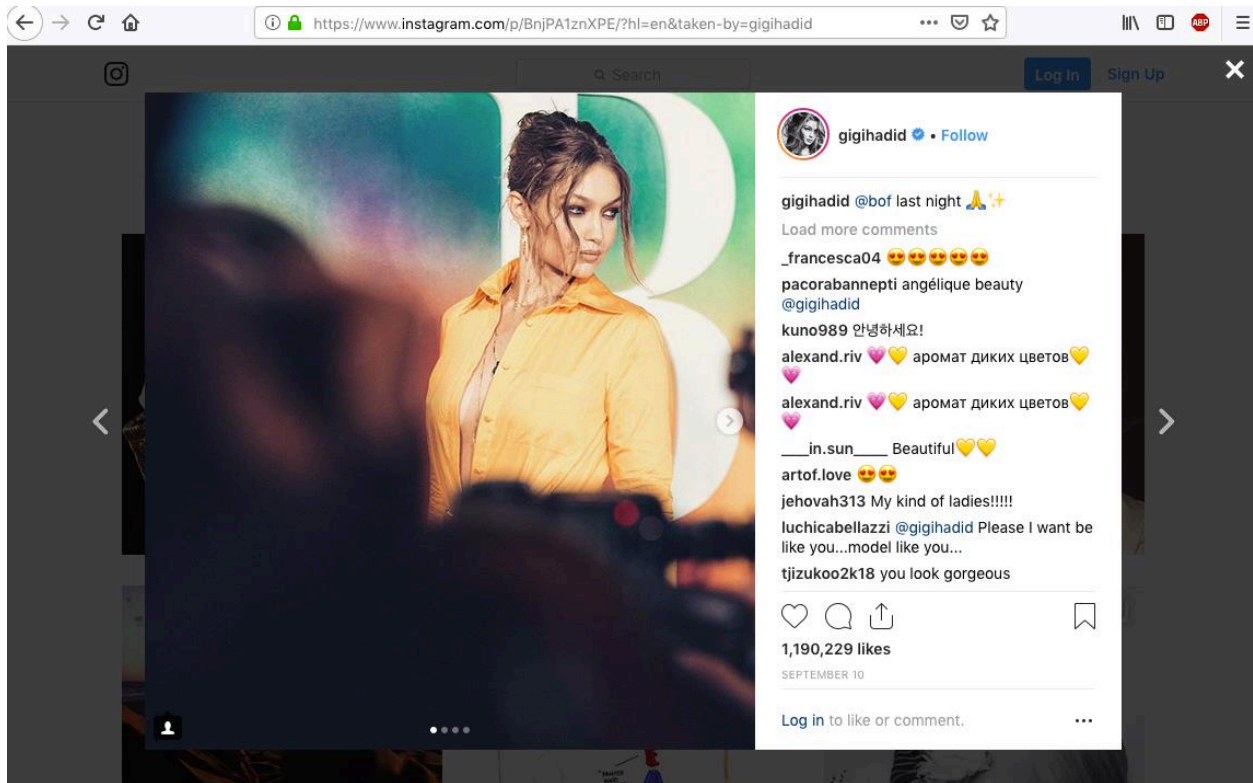 https://www.instagram.com/p/BnjPA1znXPE/?hl=en&taken-by=gigihadid
ABP
Search
Log In
Sign Up
B
gigihadid • Follow
gigihadid @bof last night 🙏✨
Load more comments
_francesca04 😍😍😍😍😍
pacorabannepti angélique beauty
@gigihadid
kuno989 안녕하세요!
alexand.riv 💗💛 аромат диких цветов💛
💗
alexand.riv 💗💛 аромат диких цветов💛
💗
___in.sun____ Beautiful💛💛
artof.love 😍😍
jehovah313 My kind of ladies!!!!!
luchicabellazzi @gigihadid Please I want be
like you...model like you...
tjizukoo2k18 you look gorgeous
1,190,229 likes
SEPTEMBER 10
Log in to like or comment.